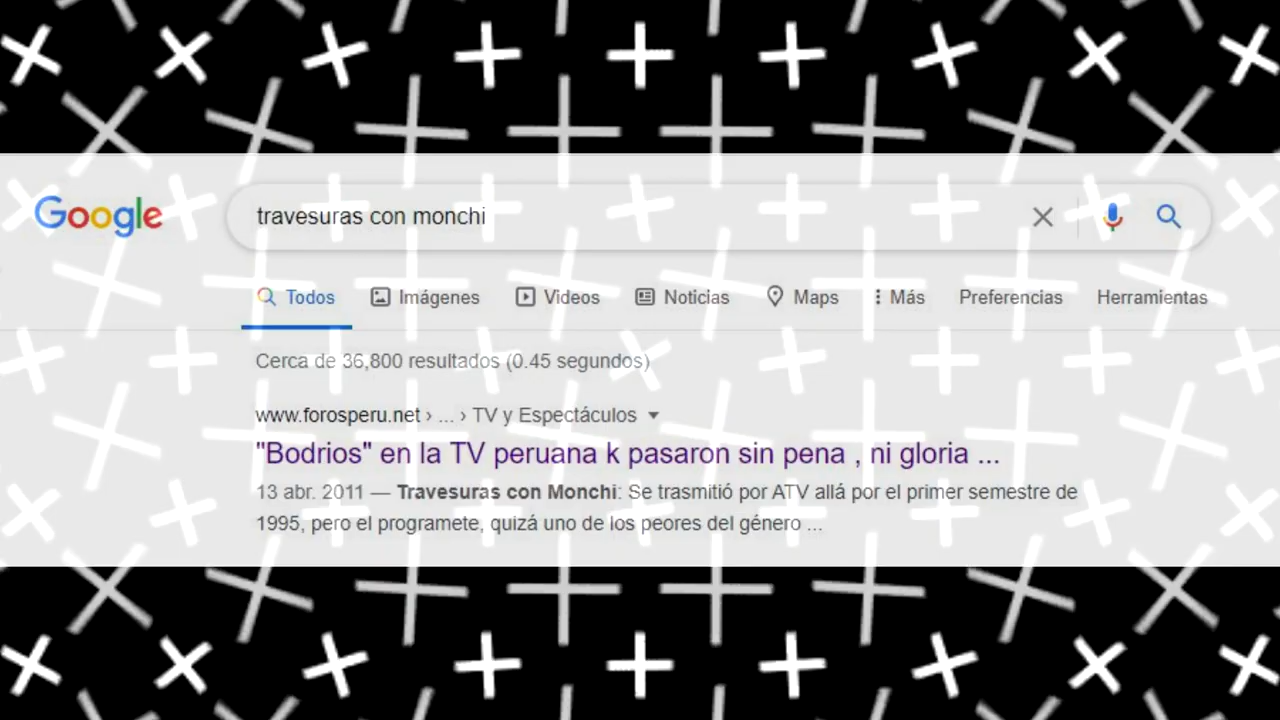 Google
travesuras con monchi
Todos Imágenes Videos Noticias Maps Más Preferencias Herramientas
Cerca de 36,800 resultados (0.45 segundos)
www.forosperu.net › ... › TV y Espectáculos
"Bodrios" en la TV peruana k pasaron sin pena , ni gloria ...
13 abr. 2011 — Travesuras con Monchi: Se trasmitió por ATV allá por el primer semestre de
1995, pero el programete, quizá uno de los peores del género ...